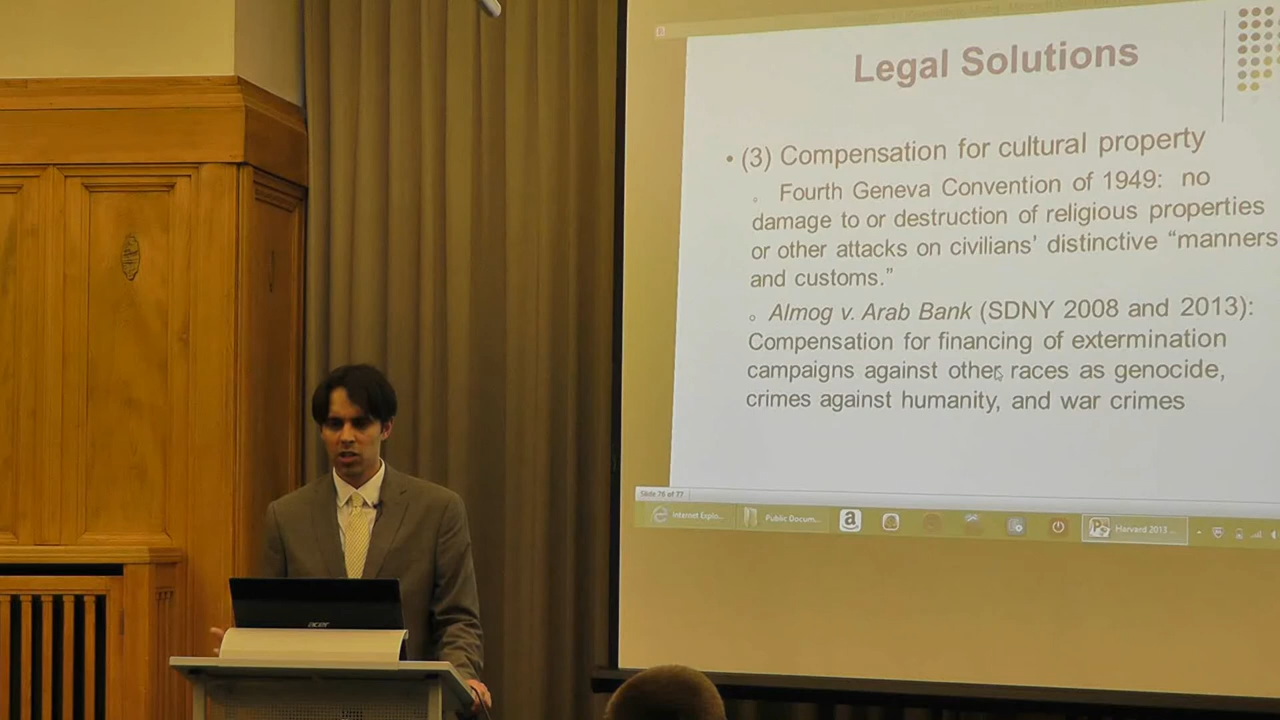 Legal Solutions
• (3) Compensation for cultural property
Fourth Geneva Convention of 1949: no
damage to or destruction of religious properties
or other attacks on civilians’ distinctive “manners
and customs.”
Almog v. Arab Bank (SDNY 2008 and 2013):
Compensation for financing of extermination
campaigns against other races as genocide,
crimes against humanity, and war crimes
Slide 76 of 77
Internet Explo... Public Docum... a Harvard 2013 ...
acer